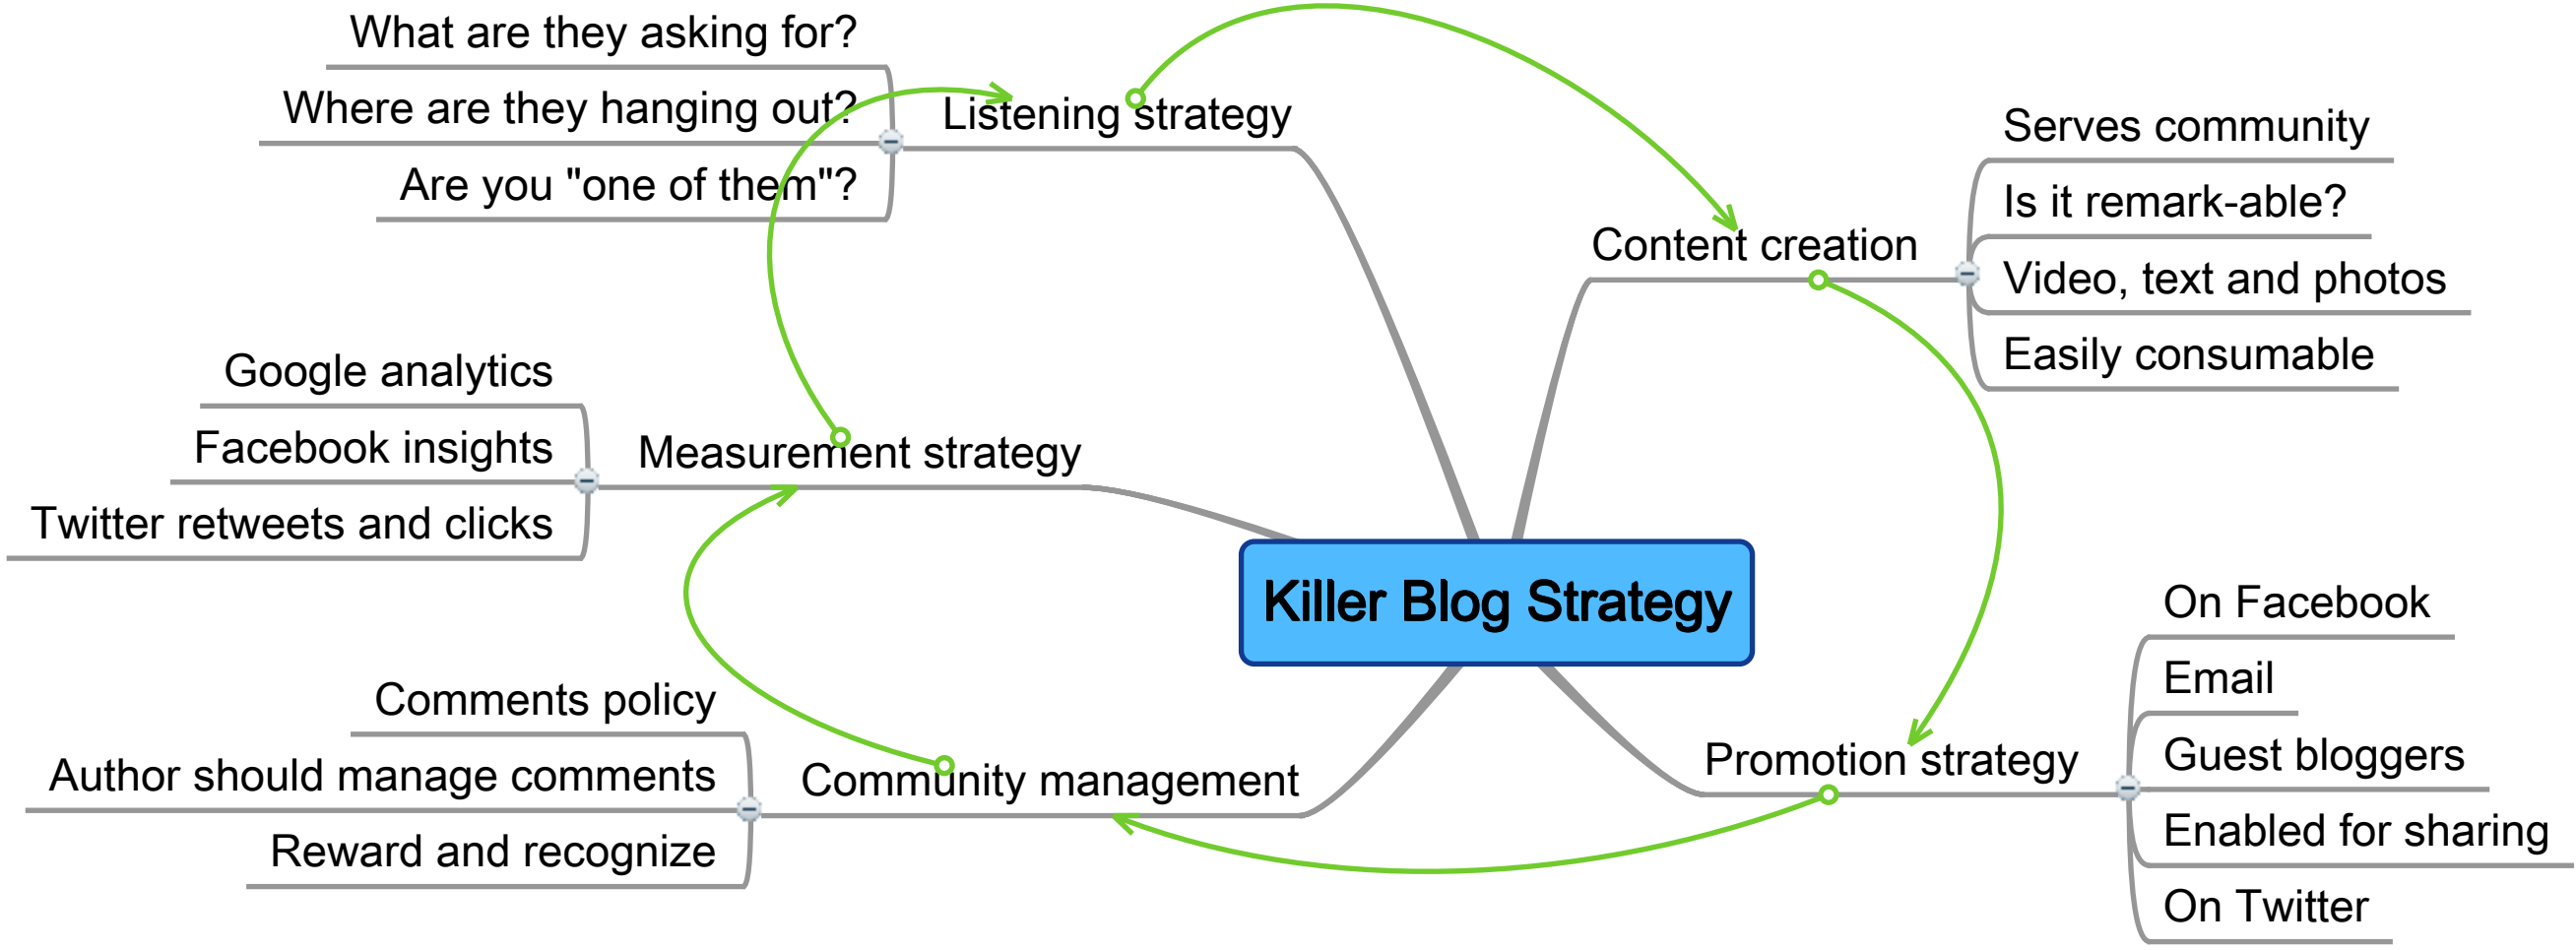 What are they asking for?
Where are they hanging out?
Are you "one of them"?
Listening strategy
Content creation
Serves community
Is it remark-able?
Video, text and photos
Easily consumable
Google analytics
Facebook insights
Twitter retweets and clicks
Measurement strategy
Killer Blog Strategy
Comments policy
Author should manage comments
Reward and recognize
Community management
Promotion strategy
On Facebook
Email
Guest bloggers
Enabled for sharing
On Twitter